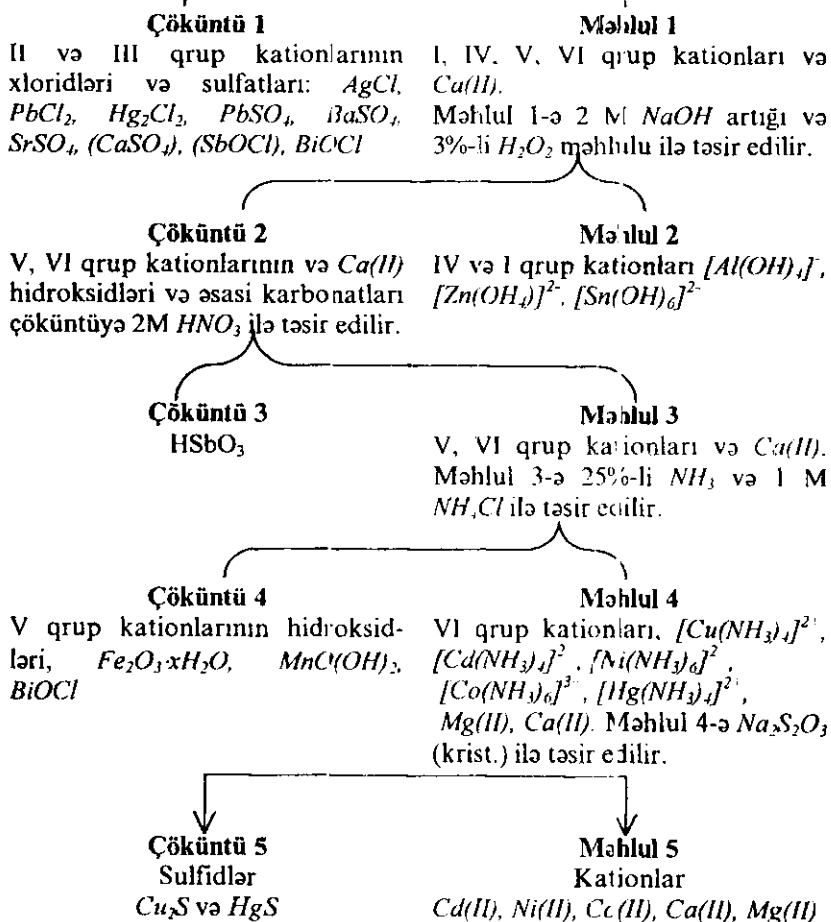 Çöküntü 1
II və III qrup kationlarının
xloridləri və sulfatları: AgCl,
PbCl₂, Hg₂Cl₂, PbSO₄, BaSO₄,
SrSO₄, (CaSO₄), (SbOCl), BiOCl
Məhlul 1
I, IV. V, VI qrup kationları və
Ca(II).
Məhlul 1-ə 2 M NaOH artığı və
3%-li H₂O₂ məhlulu ilə təsir edilir.
Çöküntü 2
V, VI qrup kationlarının və Ca(II)
hidroksidləri və əsasi karbonatları
çöküntüyə 2M HNO₃ ilə təsir edilir.
Məhlul 2
IV və I qrup kationları [Al(OH)₄]⁻,
[Zn(OH₄)]²⁻, [Sn(OH)₆]²⁻
Çöküntü 3
HSbO₃
Məhlul 3
V, VI qrup kationları və Ca(II).
Məhlul 3-ə 25%-li NH₃ və 1 M
NH₄Cl ilə təsir edilir.
Çöküntü 4
V qrup kationlarının hidroksid-
ləri, Fe₂O₃·xH₂O, MnO(OH)₂,
BiOCl
Məhlul 4
VI qrup kationları, [Cu(NH₃)₄]²⁺,
[Cd(NH₃)₄]²⁺, [Ni(NH₃)₆]²⁺,
[Co(NH₃)₆]³⁺, [Hg(NH₃)₄]²⁺,
Mg(II), Ca(II). Məhlul 4-ə Na₂S₂O₃
(krist.) ilə təsir edilir.
Çöküntü 5
Sulfidlər
Cu₂S və HgS
Məhlul 5
Kationlar
Cd(II), Ni(II), Co(II), Ca(II), Mg(II)